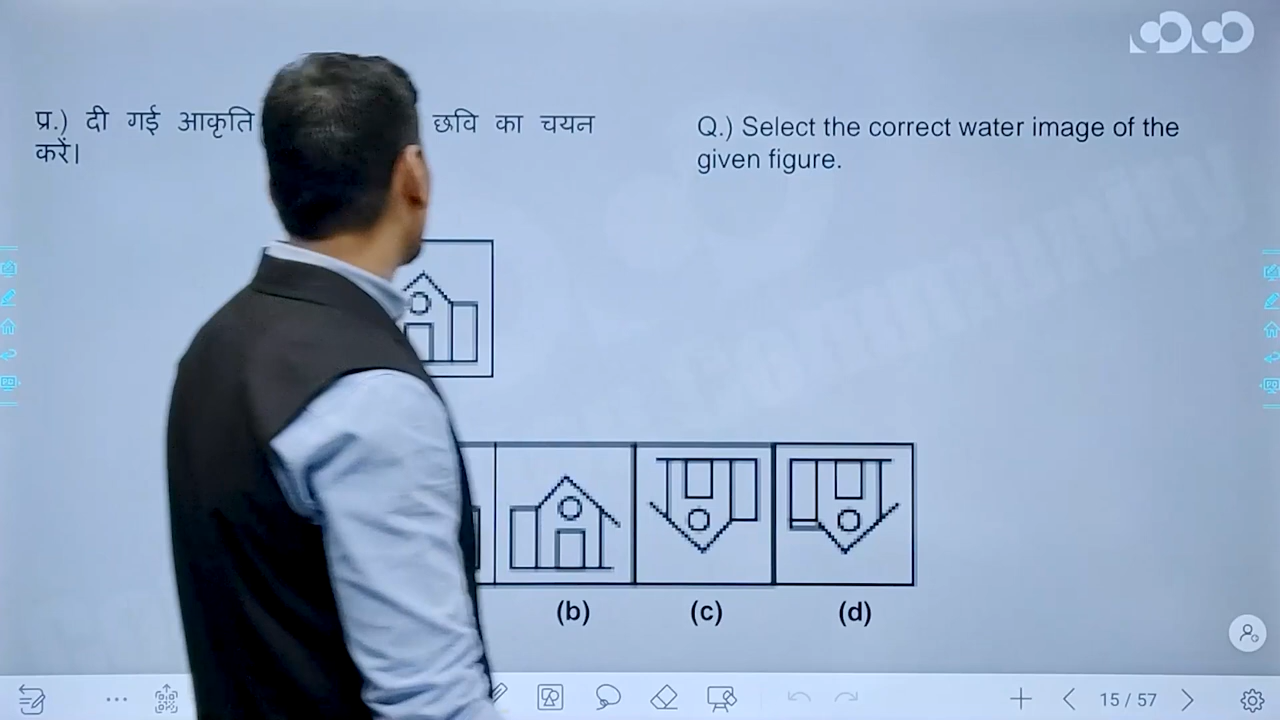 प्र.) दी गई आकृति छवि का चयन
करें।
Q.) Select the correct water image of the
given figure.
(b) (c) (d)
15 / 57